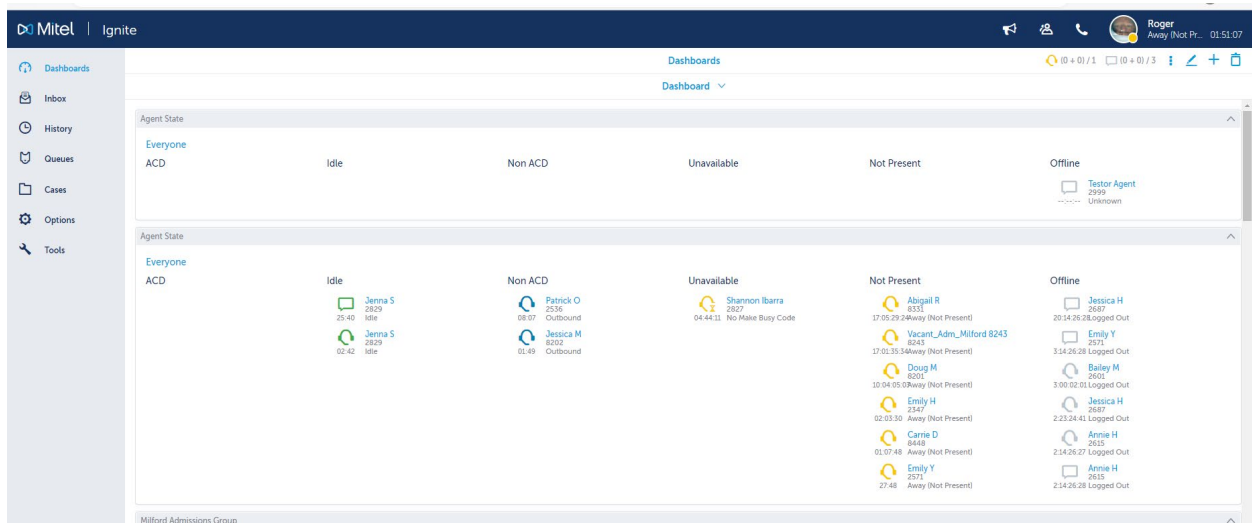 Mitel | Ignite
Roger
Away (Not Pr... 01:51:07
Dashboards
Inbox
History
Queues
Cases
Options
Tools
Dashboards
(0 + 0) / 1 (0 + 0) / 3
Dashboard
Agent State
Everyone
ACD Idle Non ACD Unavailable Not Present Offline
Testor Agent
2999
--:--:-- Unknown
Agent State
Everyone
ACD Idle Non ACD Unavailable Not Present Offline
Jenna S
2829
25:40 Idle
Jenna S
2829
02:42 Idle
Patrick O
2536
08:07 Outbound
Jessica M
8202
01:49 Outbound
Shannon Ibarra
2827
04:44:11 No Make Busy Code
Abigail R
8331
17:05:29:24Away (Not Present)
Vacant_Adm_Milford 8243
8243
17:01:35:34Away (Not Present)
Doug M
8201
10:04:05:03Away (Not Present)
Emily H
2347
02:03:30 Away (Not Present)
Carrie D
8448
01:07:48 Away (Not Present)
Emily Y
2571
27:48 Away (Not Present)
Jessica H
2687
20:14:26:28Logged Out
Emily Y
2571
3:14:26:28 Logged Out
Bailey M
2601
3:00:02:01 Logged Out
Jessica H
2687
2:23:24:41 Logged Out
Annie H
2615
2:14:26:27 Logged Out
Annie H
2615
2:14:26:28 Logged Out
Milford Admissions Group